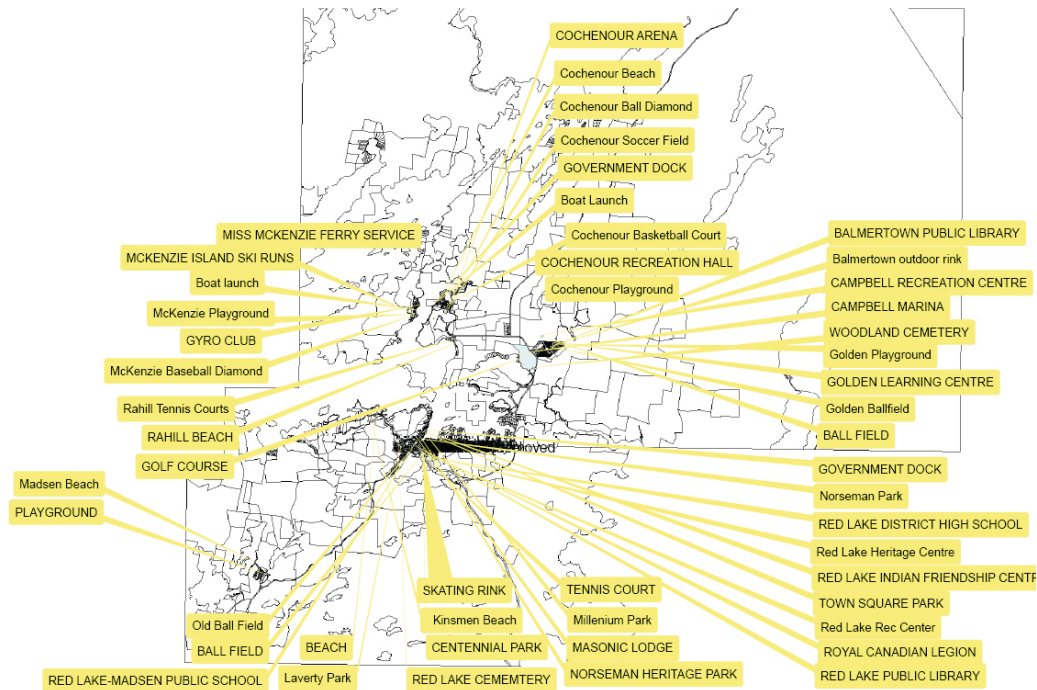 COCHENOUR ARENA
Cochenour Beach
Cochenour Ball Diamond
Cochenour Soccer Field
GOVERNMENT DOCK
Boat Launch
MISS MCKENZIE FERRY SERVICE
Cochenour Basketball Court
BALMERTOWN PUBLIC LIBRARY
MCKENZIE ISLAND SKI RUNS
COCHENOUR RECREATION HALL
Balmertown outdoor rink
Boat launch
Cochenour Playground
CAMPBELL RECREATION CENTRE
McKenzie Playground
CAMPBELL MARINA
GYRO CLUB
WOODLAND CEMETERY
Golden Playground
McKenzie Baseball Diamond
GOLDEN LEARNING CENTRE
Rahill Tennis Courts
Golden Ballfield
RAHILL BEACH
BALL FIELD
GOLF COURSE
GOVERNMENT DOCK
Madsen Beach
Norseman Park
PLAYGROUND
RED LAKE DISTRICT HIGH SCHOOL
Red Lake Heritage Centre
RED LAKE INDIAN FRIENDSHIP CENTR
SKATING RINK
TENNIS COURT
TOWN SQUARE PARK
Old Ball Field
Kinsmen Beach
Millenium Park
Red Lake Rec Center
BALL FIELD
BEACH
CENTENNIAL PARK
MASONIC LODGE
ROYAL CANADIAN LEGION
RED LAKE-MADSEN PUBLIC SCHOOL
Laverty Park
RED LAKE CEMEMTERY
NORSEMAN HERITAGE PARK
RED LAKE PUBLIC LIBRARY